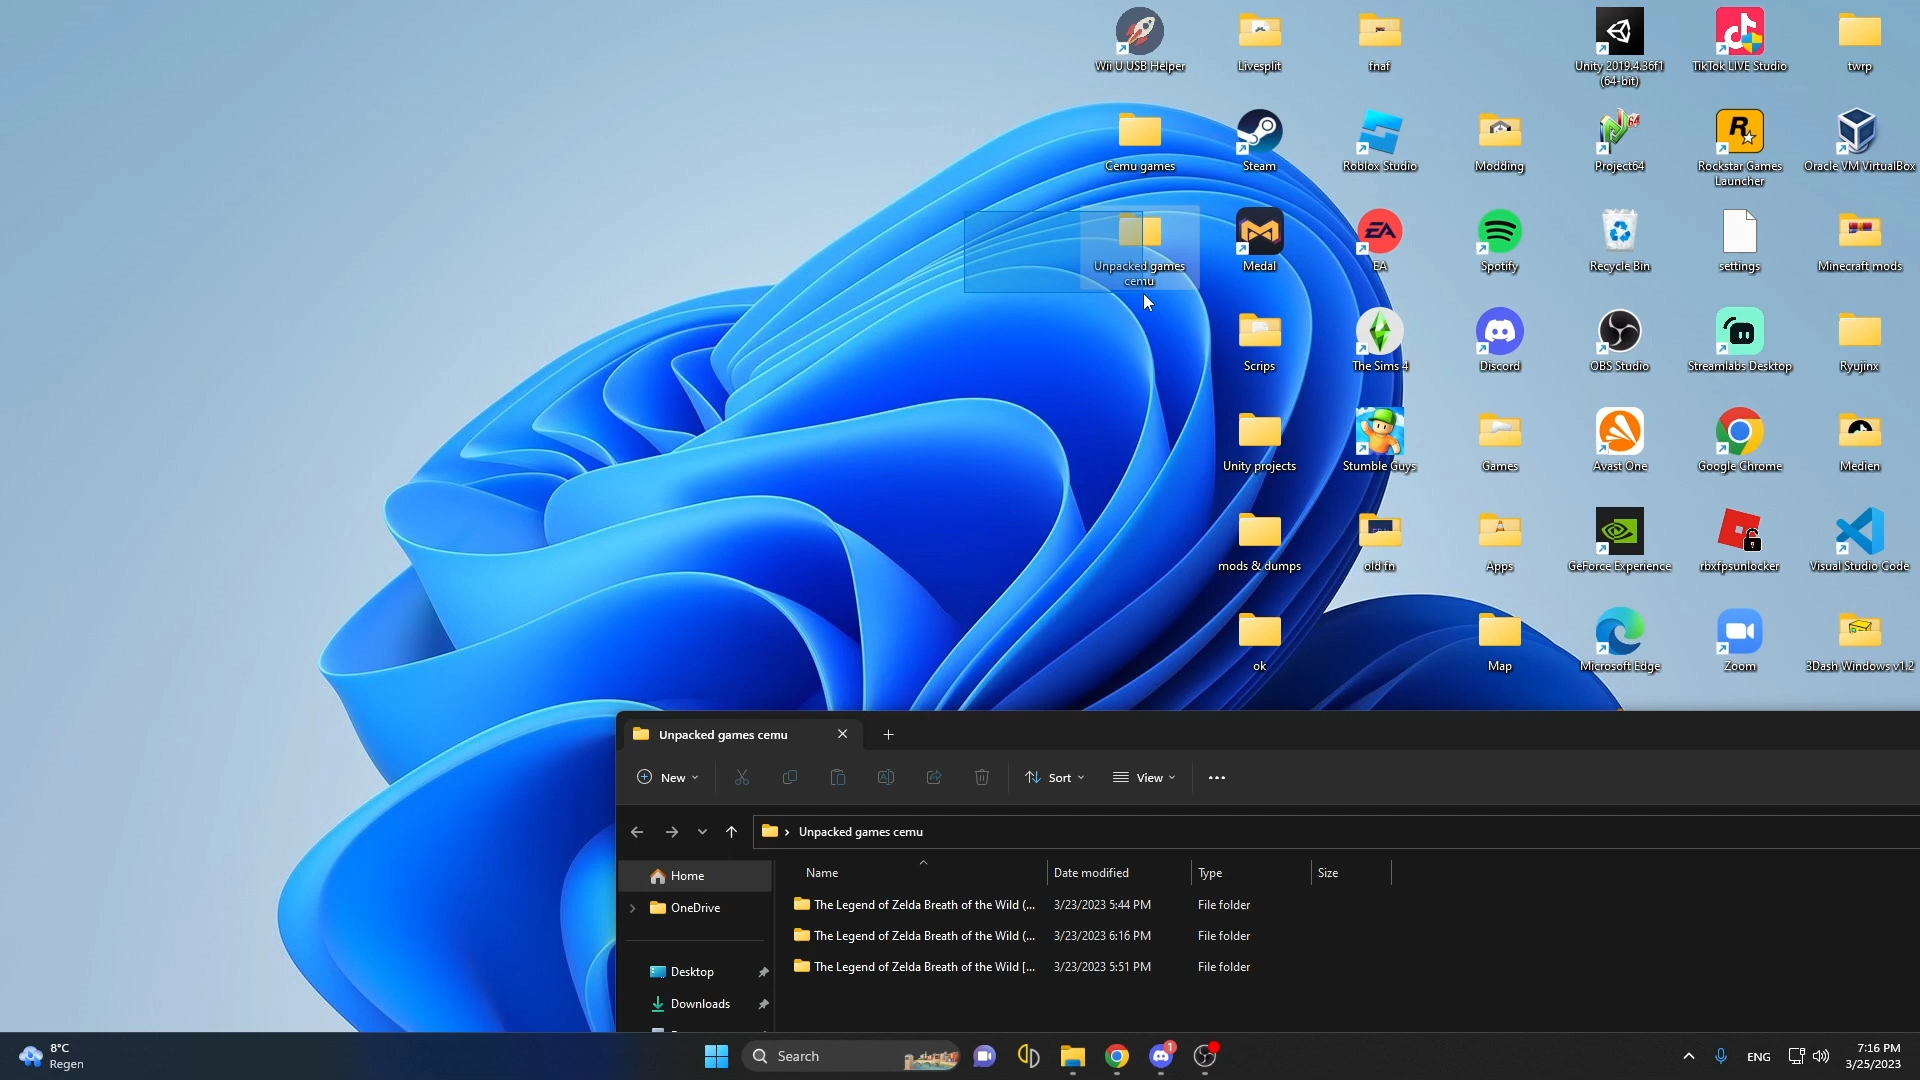 Wii U USB Helper
Livesplit
fnaf
Unity 2019.4.36f1
(64-bit)
TikTok LIVE Studio
twrp
Cemu games
Steam
Roblox Studio
Modding
64
Project64
R
Rockstar Games
Launcher
Oracle VM VirtualBox
Unpacked games
cemu
Medal
EA
EA
Spotify
Recycle Bin
settings
Minecraft mods
Scrips
The Sims 4
Discord
OBS Studio
Streamlabs Desktop
Ryujinx
Unity projects
Stumble Guys
Games
Avast One
Google Chrome
Medien
mods & dumps
old fn
Apps
GeForce Experience
rbxfpsunlocker
Visual Studio Code
ok
Map
Microsoft Edge
Zoom
3Dash Windows v1.2
Unpacked games cemu
New
Sort
View
Unpacked games cemu
Home
OneDrive
Desktop
Downloads
Name
Date modified
Type
Size
The Legend of Zelda Breath of the Wild (...
3/23/2023 5:44 PM
File folder
The Legend of Zelda Breath of the Wild (...
3/23/2023 6:16 PM
File folder
The Legend of Zelda Breath of the Wild [...
3/23/2023 5:51 PM
File folder
8°C
Regen
Search
1
ENG
7:16 PM
3/25/2023